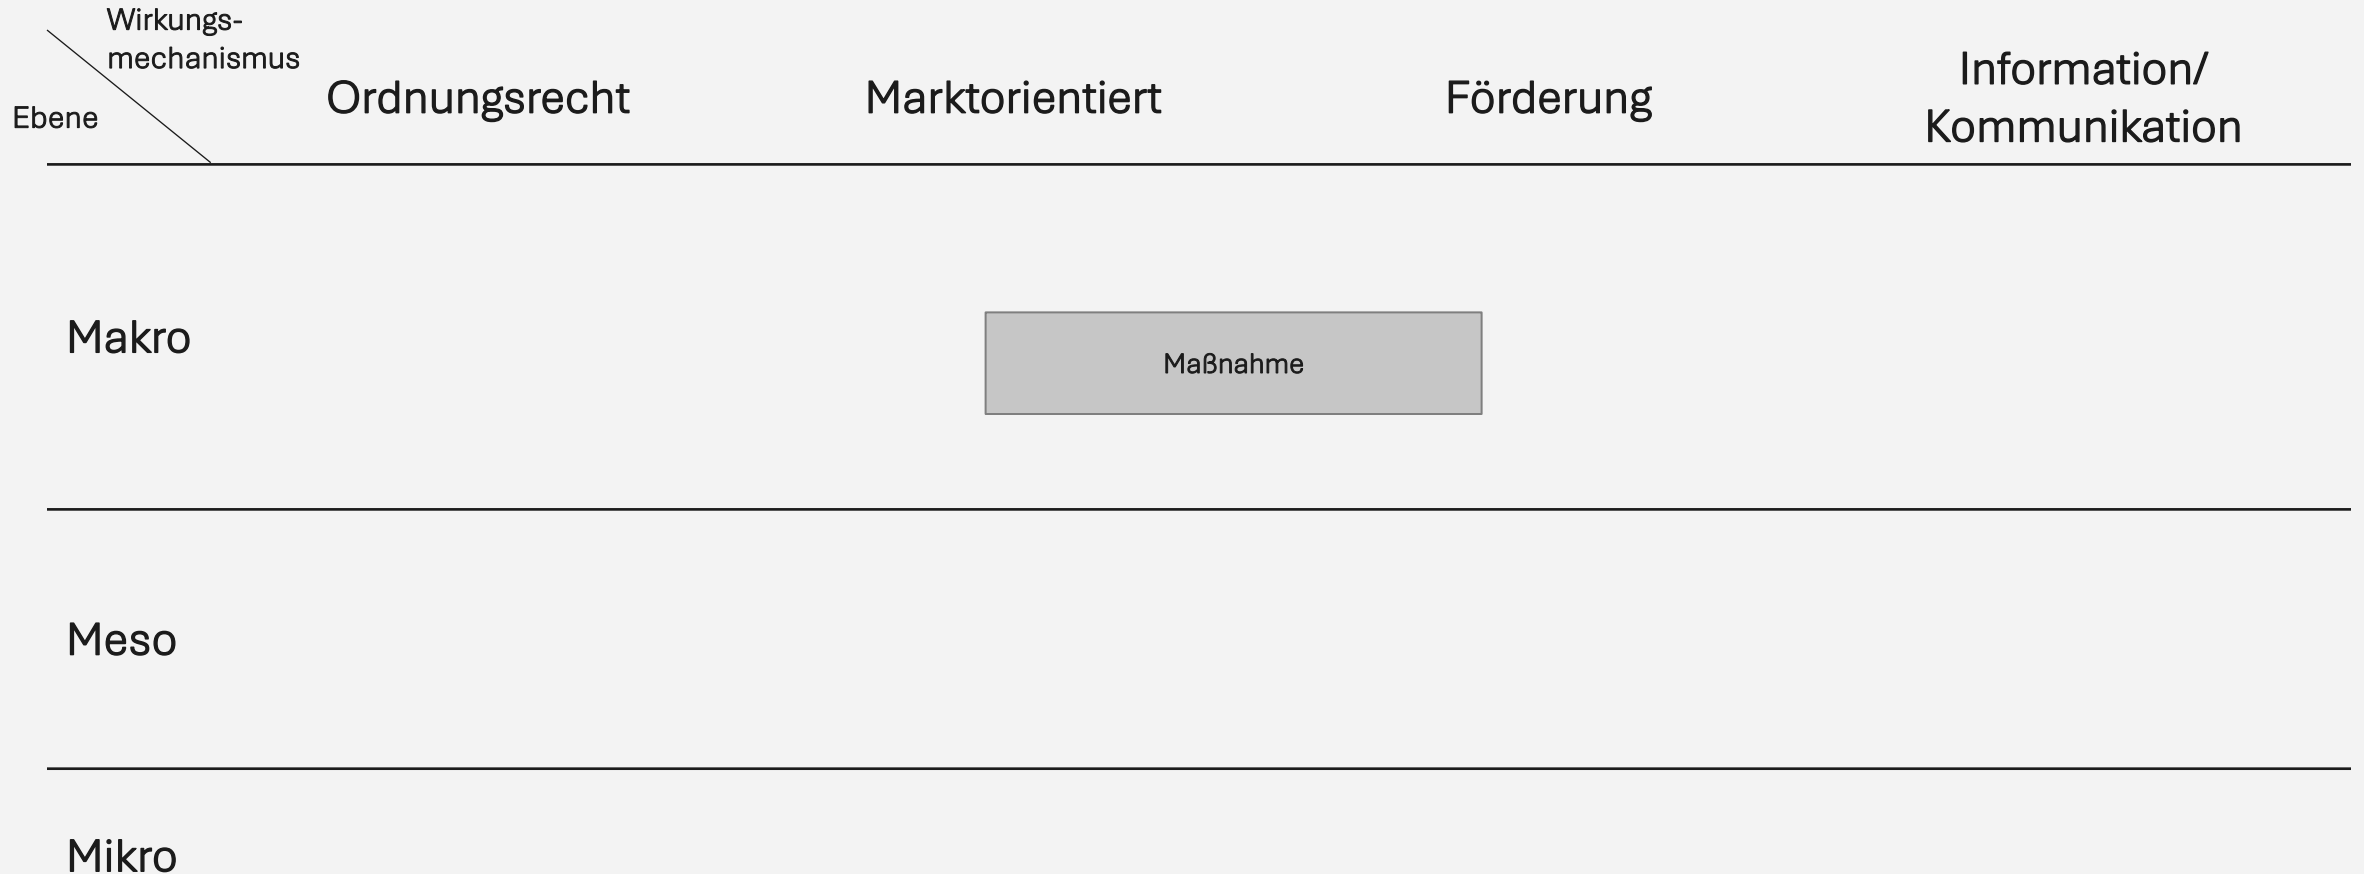 Wirkungs-
mechanismus
Ebene
Ordnungsrecht
Marktorientiert
Förderung
Information/
Kommunikation
Makro
Maßnahme
Meso
Mikro